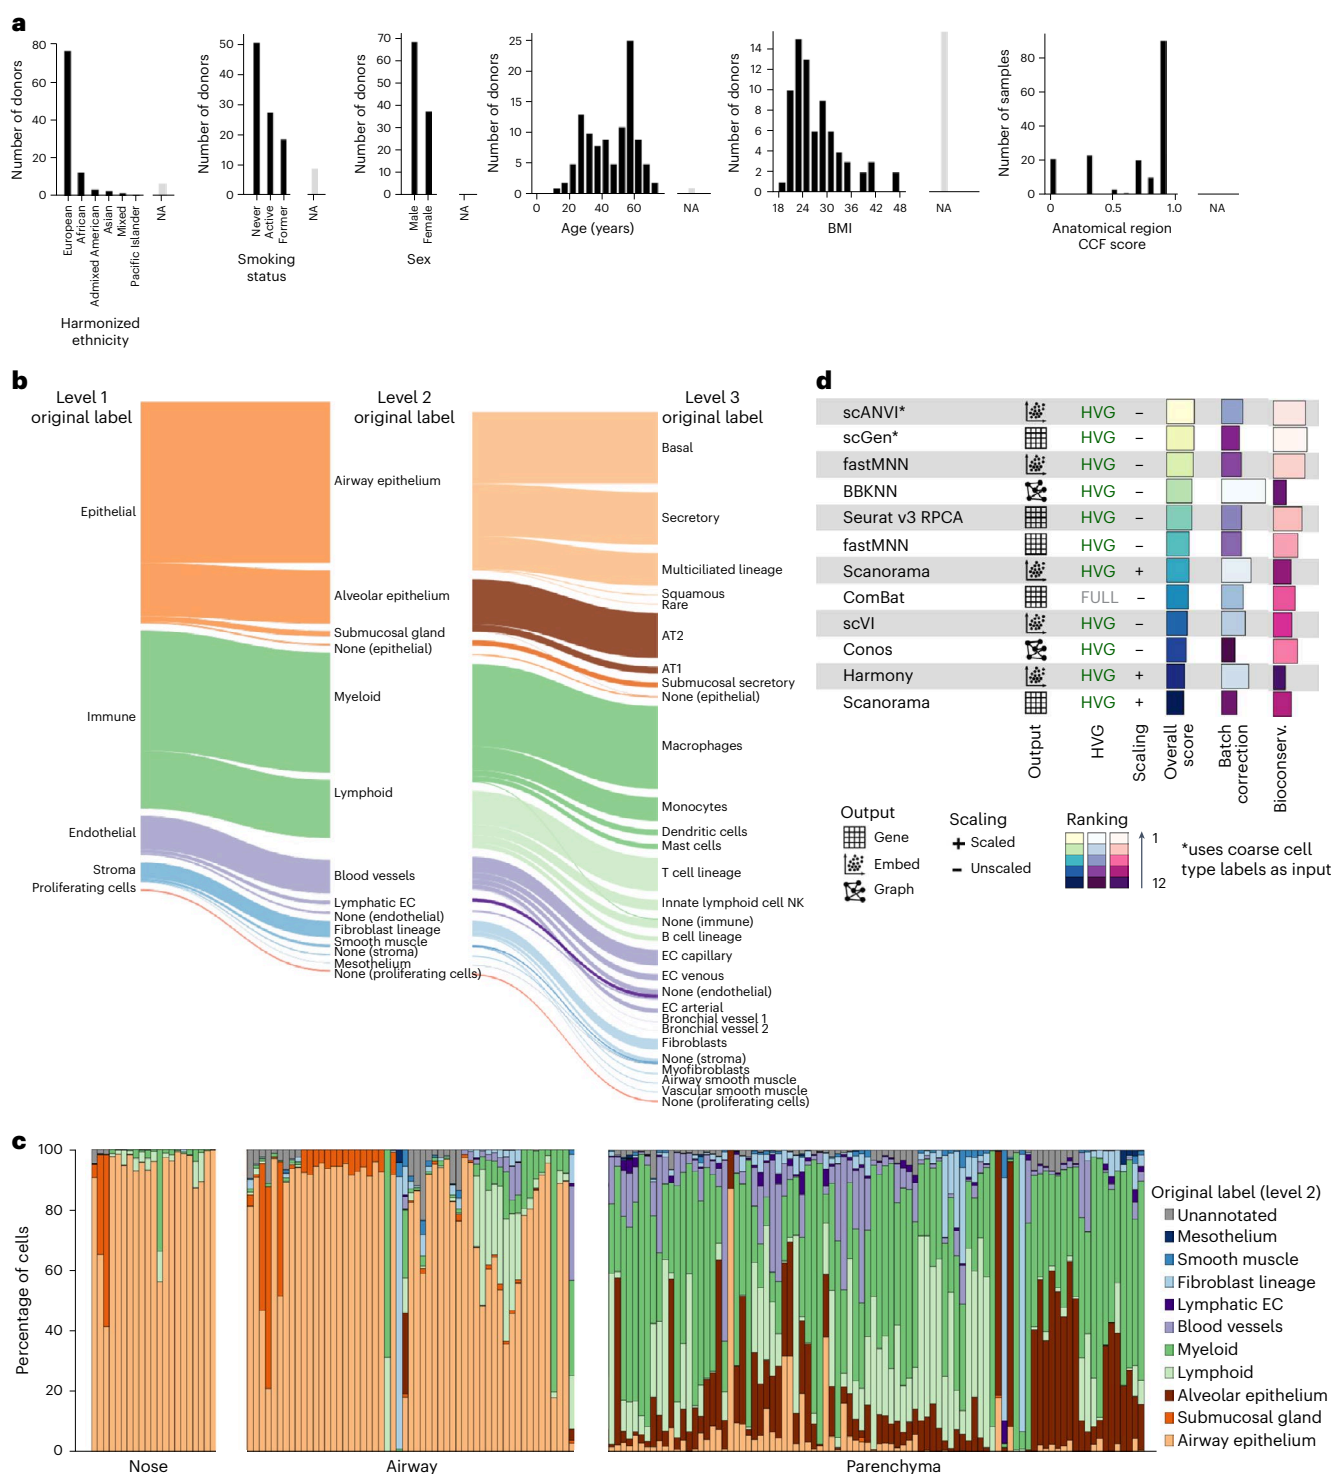 a
Number of donors
80
60
40
20
0
European
African
Admixed American
Asian
Mixed
Pacific Islander
NA
Harmonized
ethnicity
Number of donors
50
40
30
20
10
0
Never
Active
Former
NA
Smoking
status
Number of donors
70
60
50
40
30
20
10
0
Male
Female
NA
Sex
Number of donors
25
20
15
10
5
0
0 20 40 60 NA
Age (years)
Number of donors
14
12
10
8
6
4
2
0
18 24 30 36 42 48 NA
BMI
Number of samples
80
60
40
20
0
0 0.5 1.0 NA
Anatomical region
CCF score
b
Level 1
original label
Level 2
original label
Level 3
original label
Epithelial
Immune
Endothelial
Stroma
Proliferating cells
Airway epithelium
Alveolar epithelium
Submucosal gland
None (epithelial)
Myeloid
Lymphoid
Blood vessels
Lymphatic EC
None (endothelial)
Fibroblast lineage
Smooth muscle
None (stroma)
Mesothelium
None (proliferating cells)
Basal
Secretory
Multiciliated lineage
Squamous
Rare
AT2
AT1
Submucosal secretory
None (epithelial)
Macrophages
Monocytes
Dendritic cells
Mast cells
T cell lineage
Innate lymphoid cell NK
None (immune)
B cell lineage
EC capillary
EC venous
None (endothelial)
EC arterial
Bronchial vessel 1
Bronchial vessel 2
Fibroblasts
None (stroma)
Myofibroblasts
Airway smooth muscle
Vascular smooth muscle
None (proliferating cells)
d
scANVI* HVG –
scGen* HVG –
fastMNN HVG –
BBKNN HVG –
Seurat v3 RPCA HVG –
fastMNN HVG –
Scanorama HVG +
ComBat FULL –
scVI HVG –
Conos HVG –
Harmony HVG +
Scanorama HVG +
Output
HVG
Scaling
Overall
score
Batch
correction
Bioconserv.
Output
Gene
Embed
Graph
Scaling
+ Scaled
– Unscaled
Ranking
1
12
*uses coarse cell
type labels as input
c
Percentage of cells
100
80
60
40
20
0
Nose
Airway
Parenchyma
Original label (level 2)
Unannotated
Mesothelium
Smooth muscle
Fibroblast lineage
Lymphatic EC
Blood vessels
Myeloid
Lymphoid
Alveolar epithelium
Submucosal gland
Airway epithelium